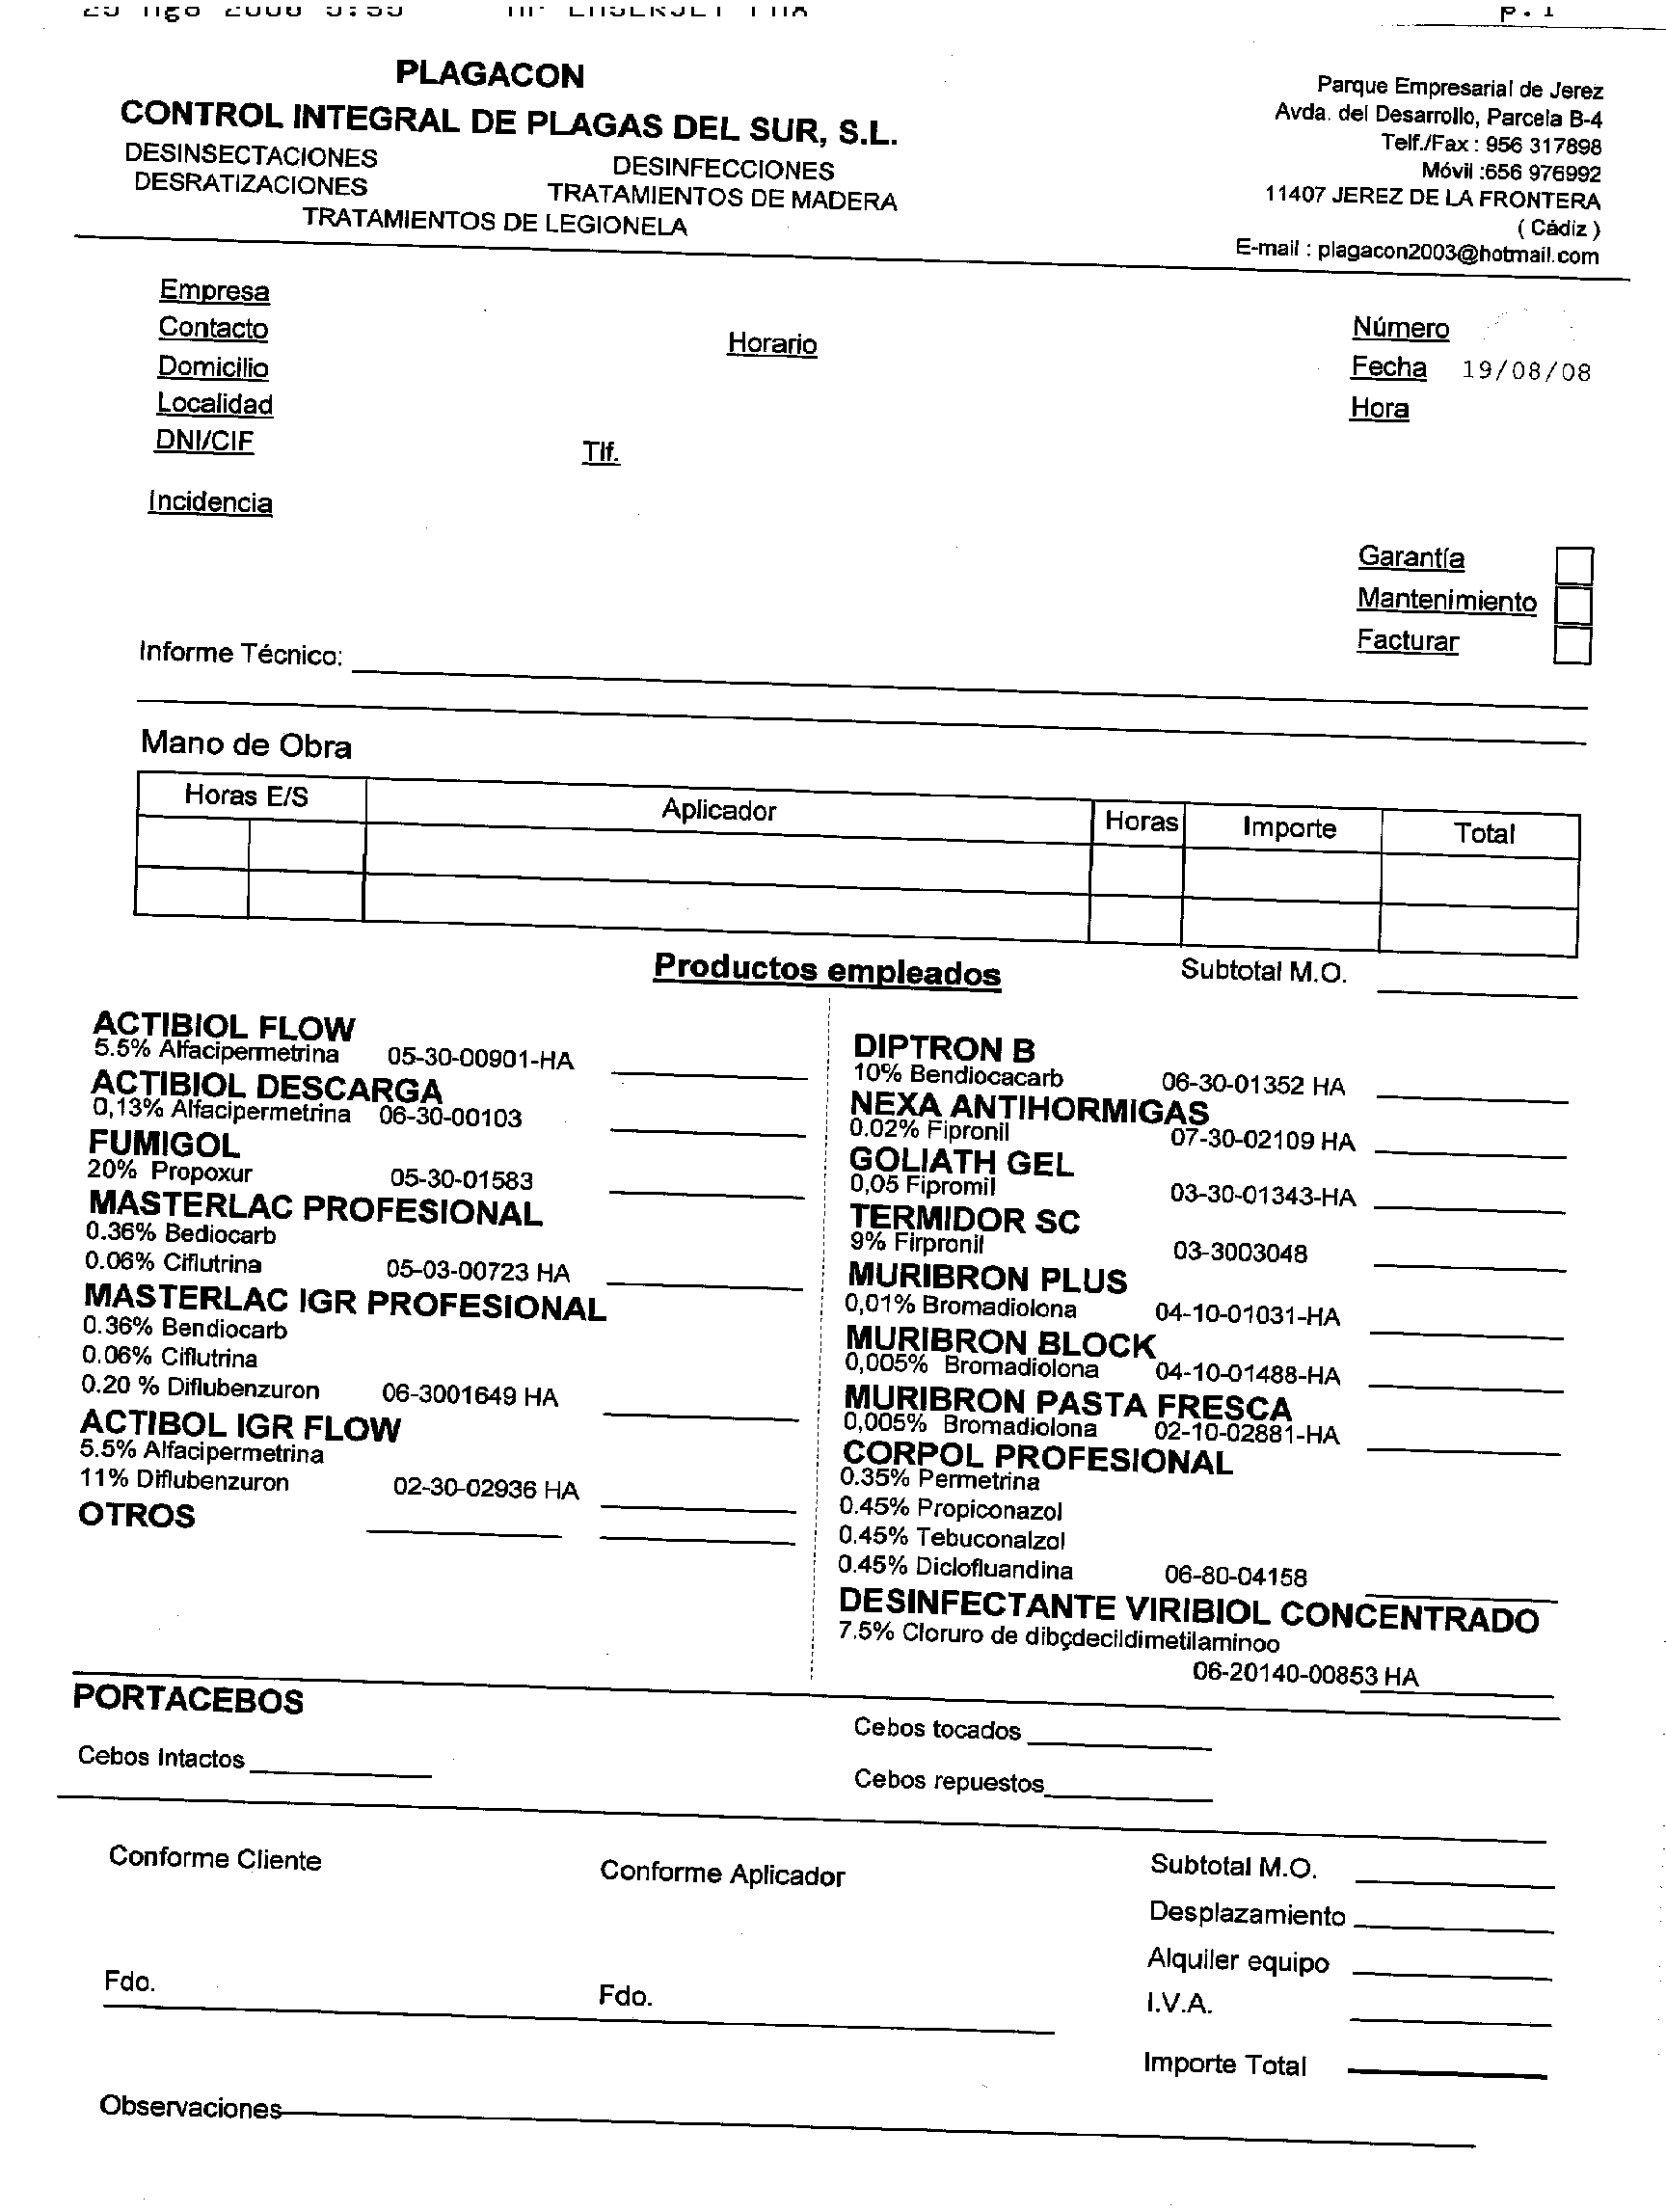 p. 1
PLAGACON
CONTROL INTEGRAL DE PLAGAS DEL SUR, S.L.
DESINSECTACIONES DESINFECCIONES
DESRATIZACIONES TRATAMIENTOS DE MADERA
TRATAMIENTOS DE LEGIONELA
Parque Empresarial de Jerez
Avda. del Desarrollo, Parcela B-4
Telf./Fax : 956 317898
Móvil :656 976992
11407 JEREZ DE LA FRONTERA
( Cádiz )
E-mail : plagacon2003@hotmail.com
Empresa
Contacto Horario Número
Domicilio Fecha 19/08/08
Localidad Hora
DNI/CIF Tlf.
Incidencia
Garantía
Mantenimiento
Facturar
Informe Técnico:
Mano de Obra
Horas E/S Aplicador Horas Importe Total
Productos empleados Subtotal M.O.
ACTIBIOL FLOW
5.5% Alfacipermetrina 05-30-00901-HA
ACTIBIOL DESCARGA
0,13% Alfacipermetrina 06-30-00103
FUMIGOL
20% Propoxur 05-30-01583
MASTERLAC PROFESIONAL
0.36% Bediocarb
0.06% Ciflutrina 05-03-00723 HA
MASTERLAC IGR PROFESIONAL
0.36% Bendiocarb
0.06% Ciflutrina
0.20 % Diflubenzuron 06-3001649 HA
ACTIBOL IGR FLOW
5.5% Alfacipermetrina
11% Diflubenzuron 02-30-02936 HA
OTROS
DIPTRON B
10% Bendiocacarb 06-30-01352 HA
NEXA ANTIHORMIGAS
0.02% Fipronil 07-30-02109 HA
GOLIATH GEL
0,05 Fipromil 03-30-01343-HA
TERMIDOR SC
9% Firpronil 03-3003048
MURIBRON PLUS
0,01% Bromadiolona 04-10-01031-HA
MURIBRON BLOCK
0,005% Bromadiolona 04-10-01488-HA
MURIBRON PASTA FRESCA
0,005% Bromadiolona 02-10-02881-HA
CORPOL PROFESIONAL
0.35% Permetrina
0.45% Propiconazol
0.45% Tebuconalzol
0.45% Diclofluandina 06-80-04158
DESINFECTANTE VIRIBIOL CONCENTRADO
7.5% Cloruro de dibçdecildimetilaminoo
06-20140-00853 HA
PORTACEBOS
Cebos tocados
Cebos Intactos
Cebos repuestos
Conforme Cliente Conforme Aplicador Subtotal M.O.
Desplazamiento
Alquiler equipo
Fdo. Fdo. I.V.A.
Importe Total
Observaciones